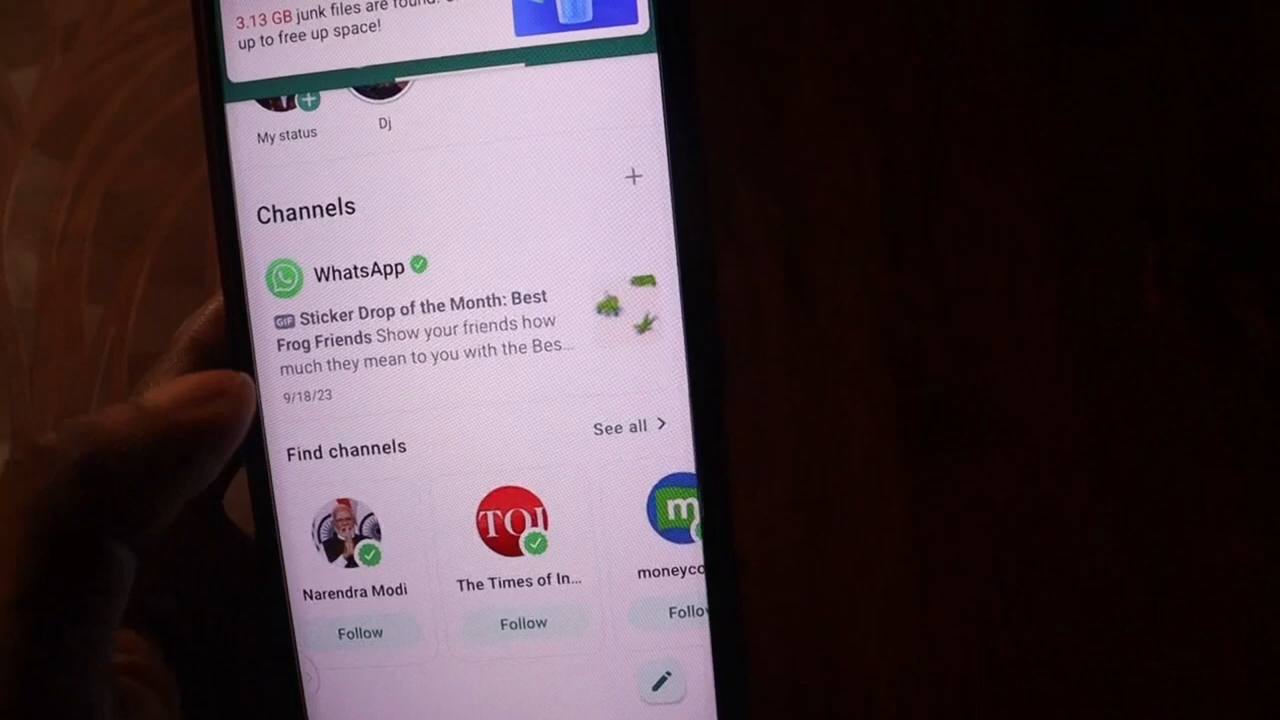 3.13 GB junk files are found.
up to free up space!
My status
Dj
Channels
WhatsApp
GIF Sticker Drop of the Month: Best
Frog Friends Show your friends how
much they mean to you with the Bes...
9/18/23
Find channels
See all
TOI
m
Narendra Modi
The Times of In...
moneyco
Follow
Follow
Follo